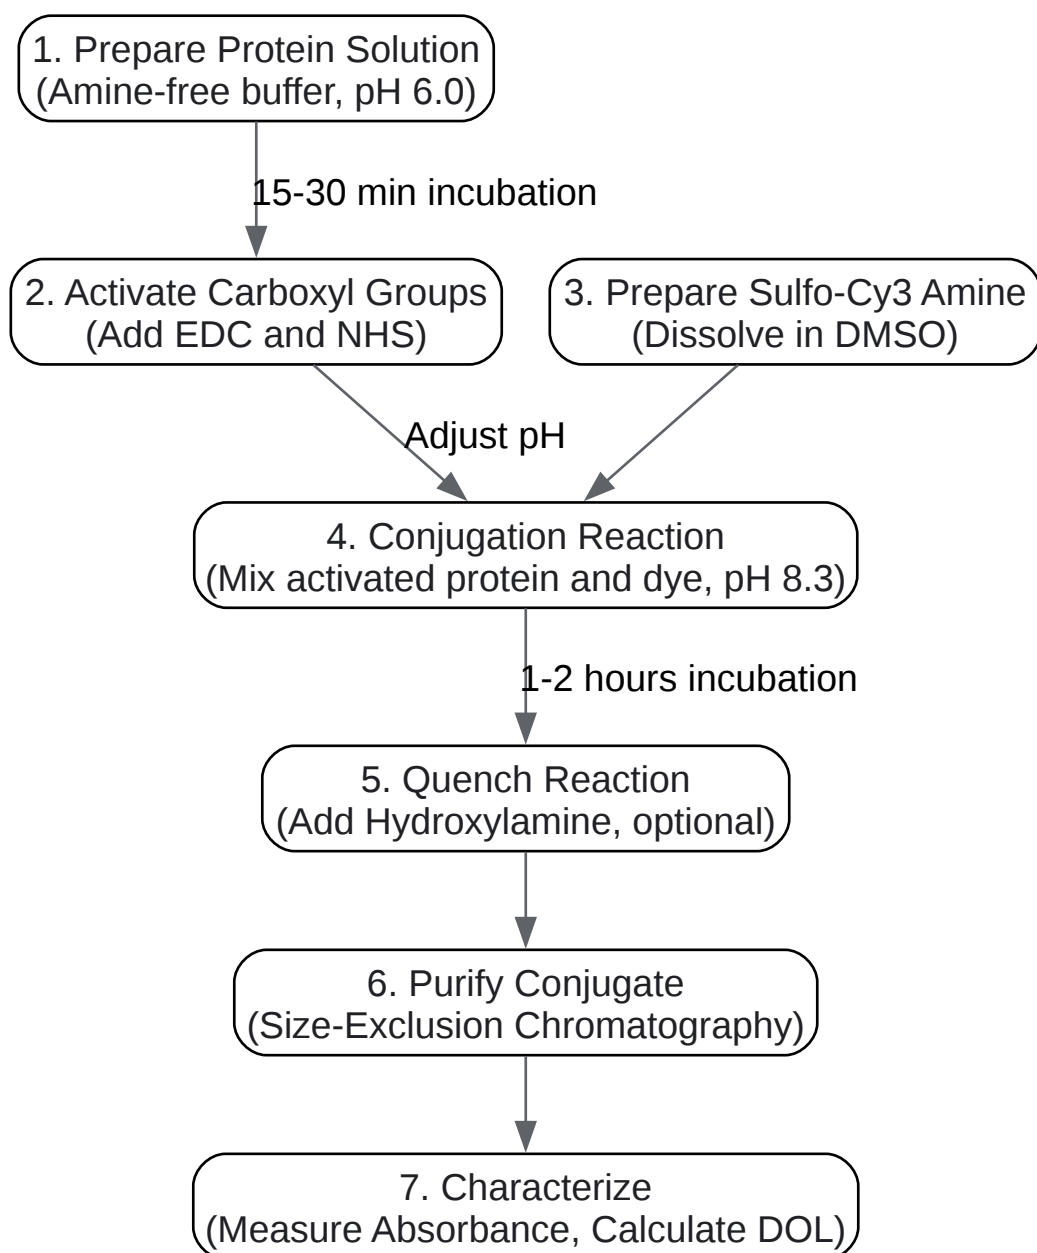 1. Prepare Protein Solution
(Amine-free buffer, pH 6.0)
15-30 min incubation
2. Activate Carboxyl Groups
(Add EDC and NHS)
3. Prepare Sulfo-Cy3 Amine
(Dissolve in DMSO)
Adjust pH
4. Conjugation Reaction
(Mix activated protein and dye, pH 8.3)
1-2 hours incubation
5. Quench Reaction
(Add Hydroxylamine, optional)
6. Purify Conjugate
(Size-Exclusion Chromatography)
7. Characterize
(Measure Absorbance, Calculate DOL)